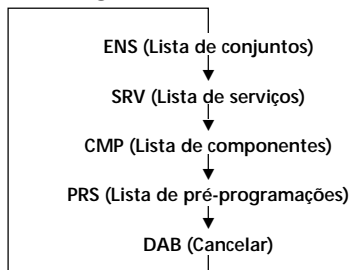 ENS (Lista de conjuntos)
SRV (Lista de serviços)
CMP (Lista de componentes)
PRS (Lista de pré-programações)
DAB (Cancelar)